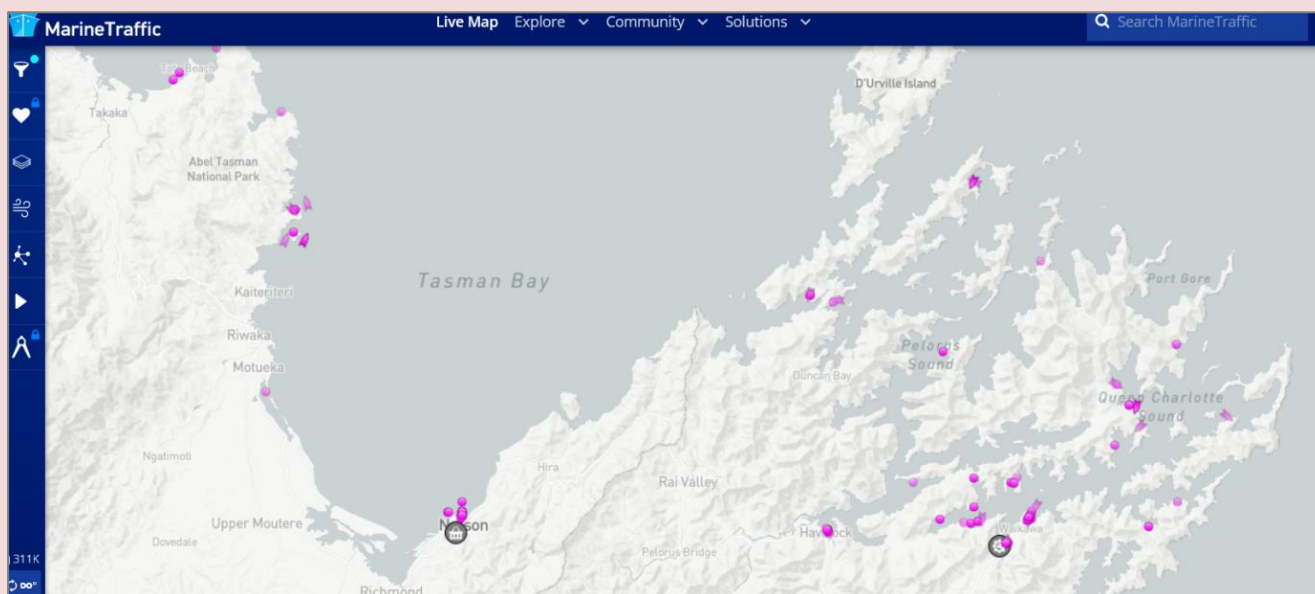 MarineTraffic
Live Map Explore Community Solutions
Search MarineTraffic
D'Urville Island
Takaka
Abel Tasman
National Park
Tasman Bay
Port Gore
Kaiteriteri
Riwaka
Pelorus
Sound
Motueka
Duncan Bay
Queen Charlotte
Sound
Ngatimoti
Hira
Rai Valley
Upper Moutere
Dovedale
Pelorus Bridge
Waikawa
Richmond
311K